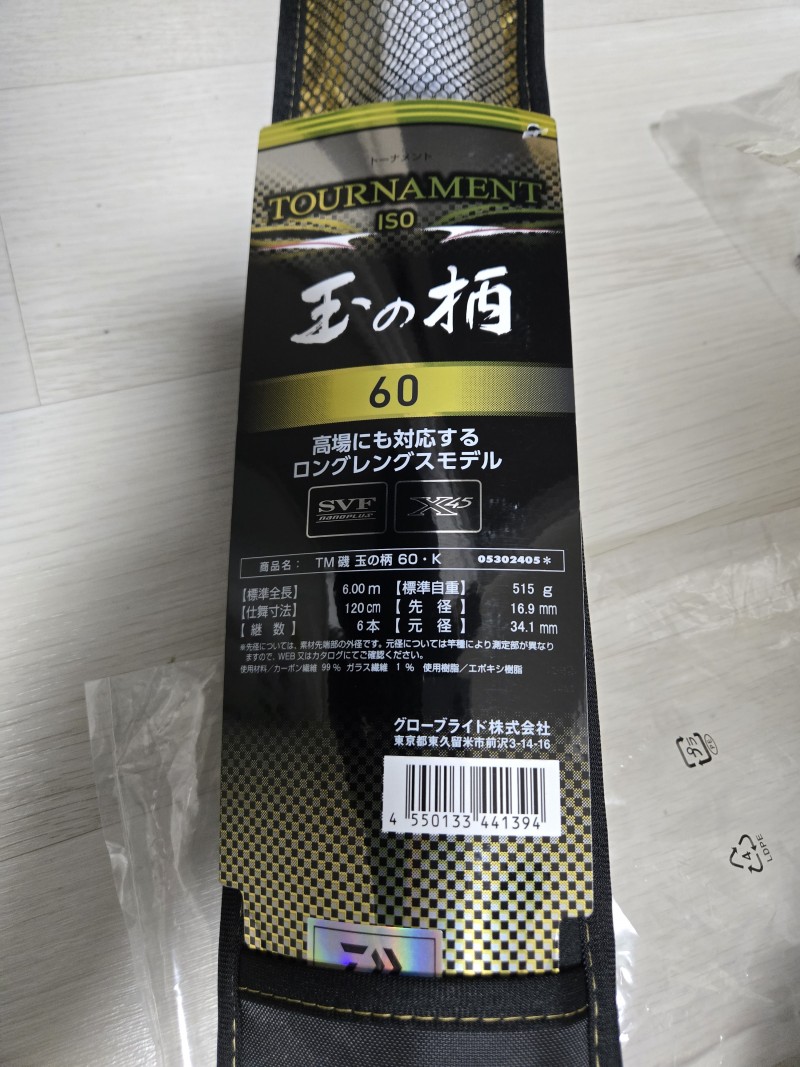 トーナメント
TOURNAMENT
ISO
玉の柄
60
高場にも対応する
ロングレングスモデル
SVF
nanoPLUS
X45
商品名： TM 磯 玉の柄 60・K 05302405＊
【標準全長】 6.00 m 【標準自重】 515 g
【仕舞寸法】 120 cm 【先 径】 16.9 mm
【継 数】 6 本 【元 径】 34.1 mm
※先径については、素材先端部の外径です。元径については竿種により測定部が異なり
ますので、WEB 又はカタログにてご確認ください。
使用材料／カーボン繊維 99 % ガラス繊維 1 % 使用樹脂／エポキシ樹脂
グローブライド株式会社
東京都東久留米市前沢3-14-16
4 550133 441394
プラ
PE
4
LDPE